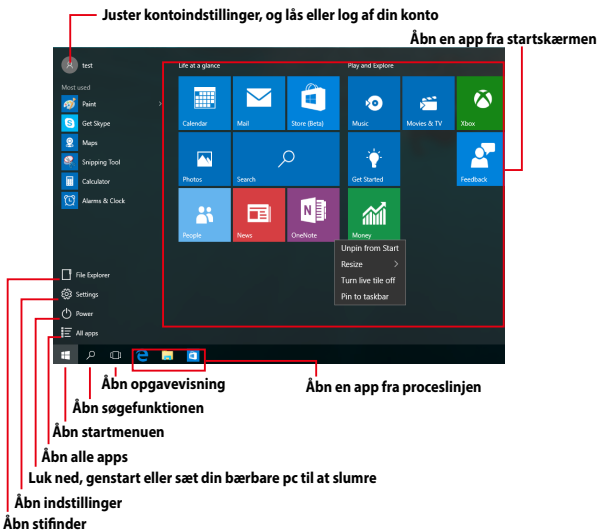 Juster kontoindstillinger, og lås eller log af din konto
Åbn en app fra startskærmen
test
Life at a glance
Play and Explore
Most used
Paint
Get Skype
Maps
Snipping Tool
Calculator
Alarms & Clock
Calendar
Mail
Store (Beta)
Music
Movies & TV
Xbox
Photos
Search
Get Started
Feedback
People
News
OneNote
Money
Unpin from Start
Resize
Turn live tile off
Pin to taskbar
File Explorer
Settings
Power
All apps
Åbn opgavevisning
Åbn en app fra proceslinjen
Åbn søgefunktionen
Åbn startmenuen
Åbn alle apps
Luk ned, genstart eller sæt din bærbare pc til at slumre
Åbn indstillinger
Åbn stifinder